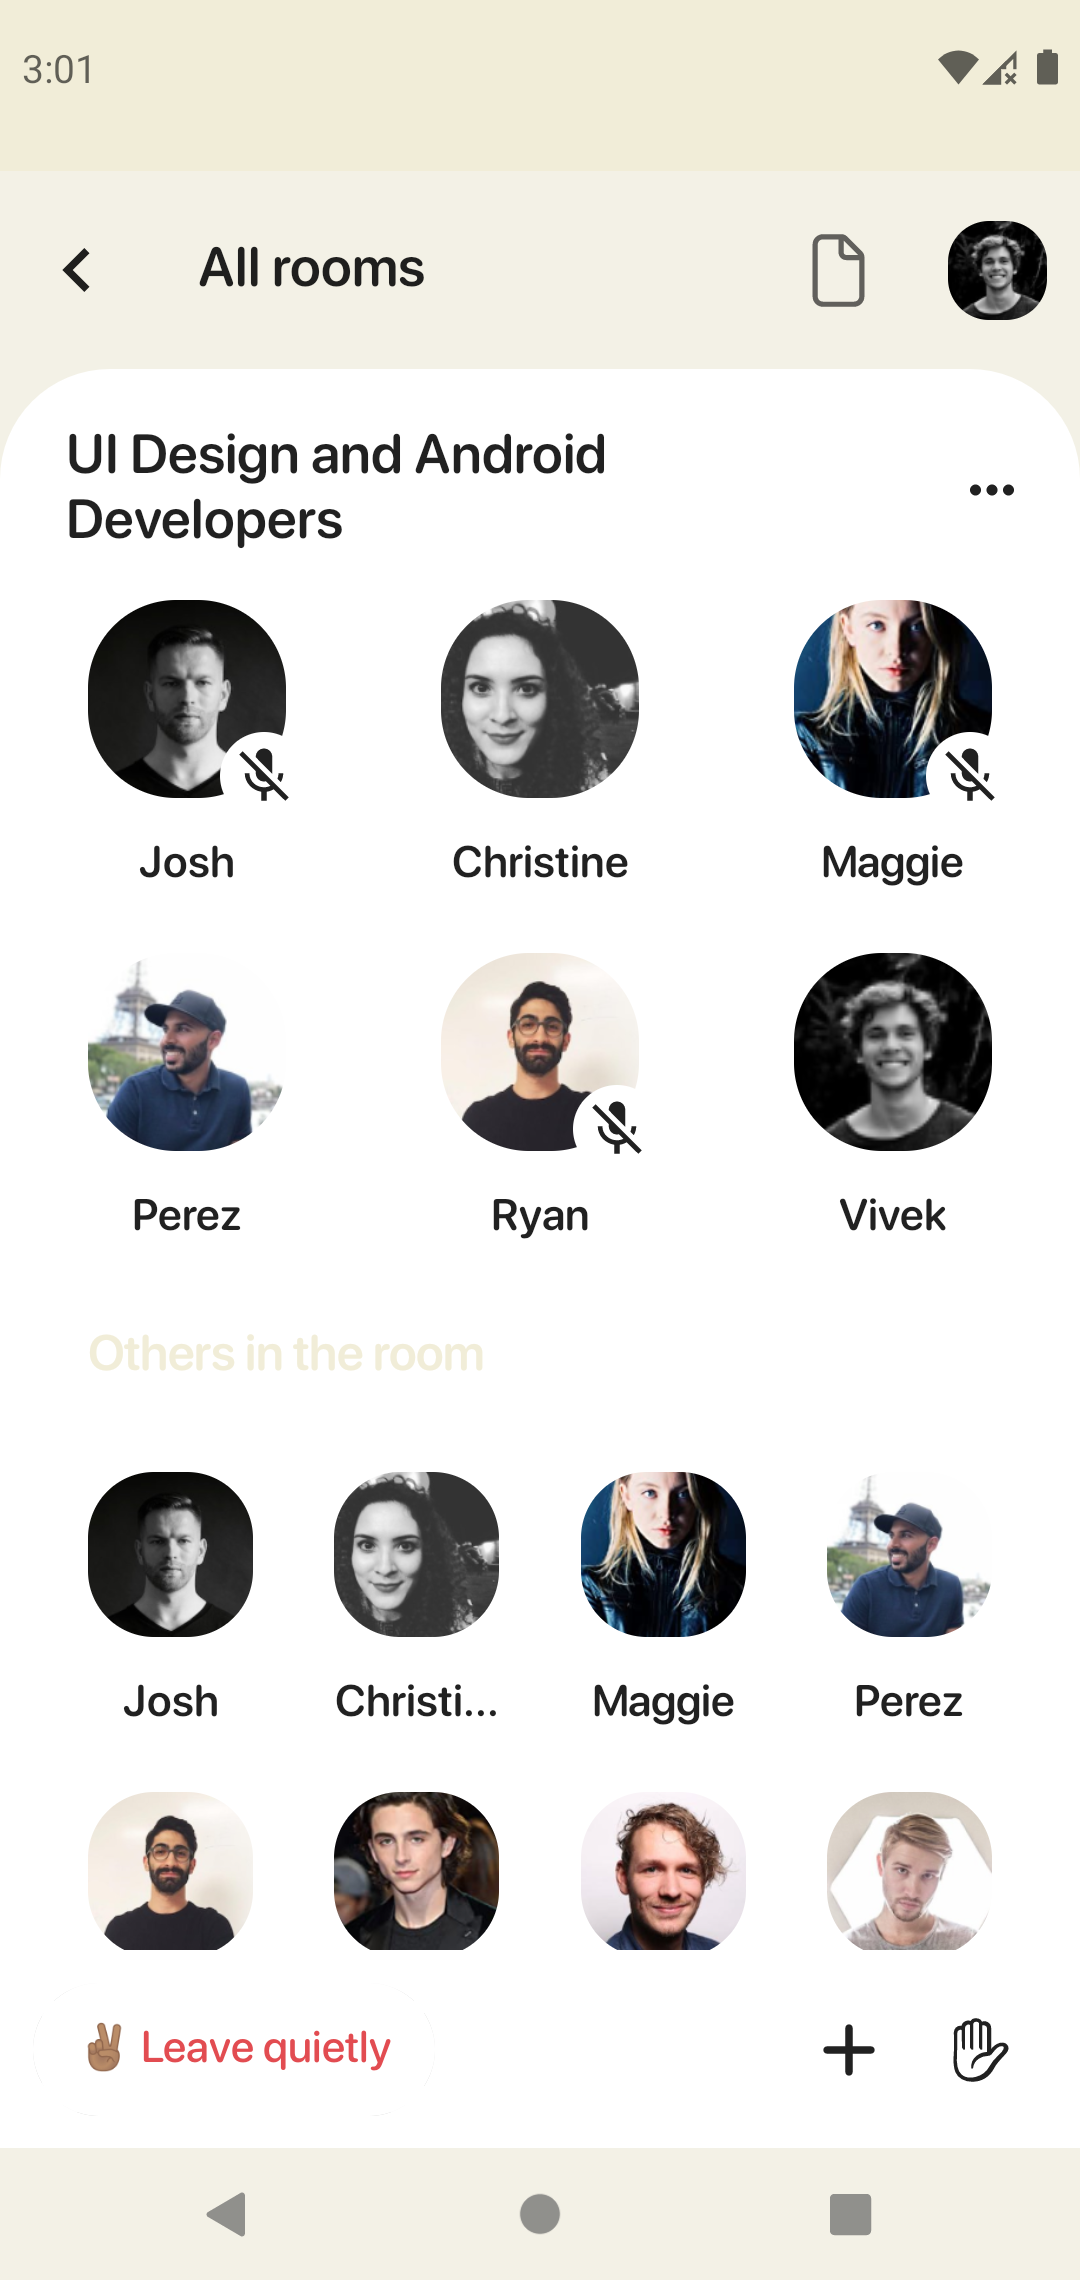 3:01
All rooms
UI Design and Android
Developers
Josh
Christine
Maggie
Perez
Ryan
Vivek
Others in the room
Josh
Christi...
Maggie
Perez
✌🏽 Leave quietly